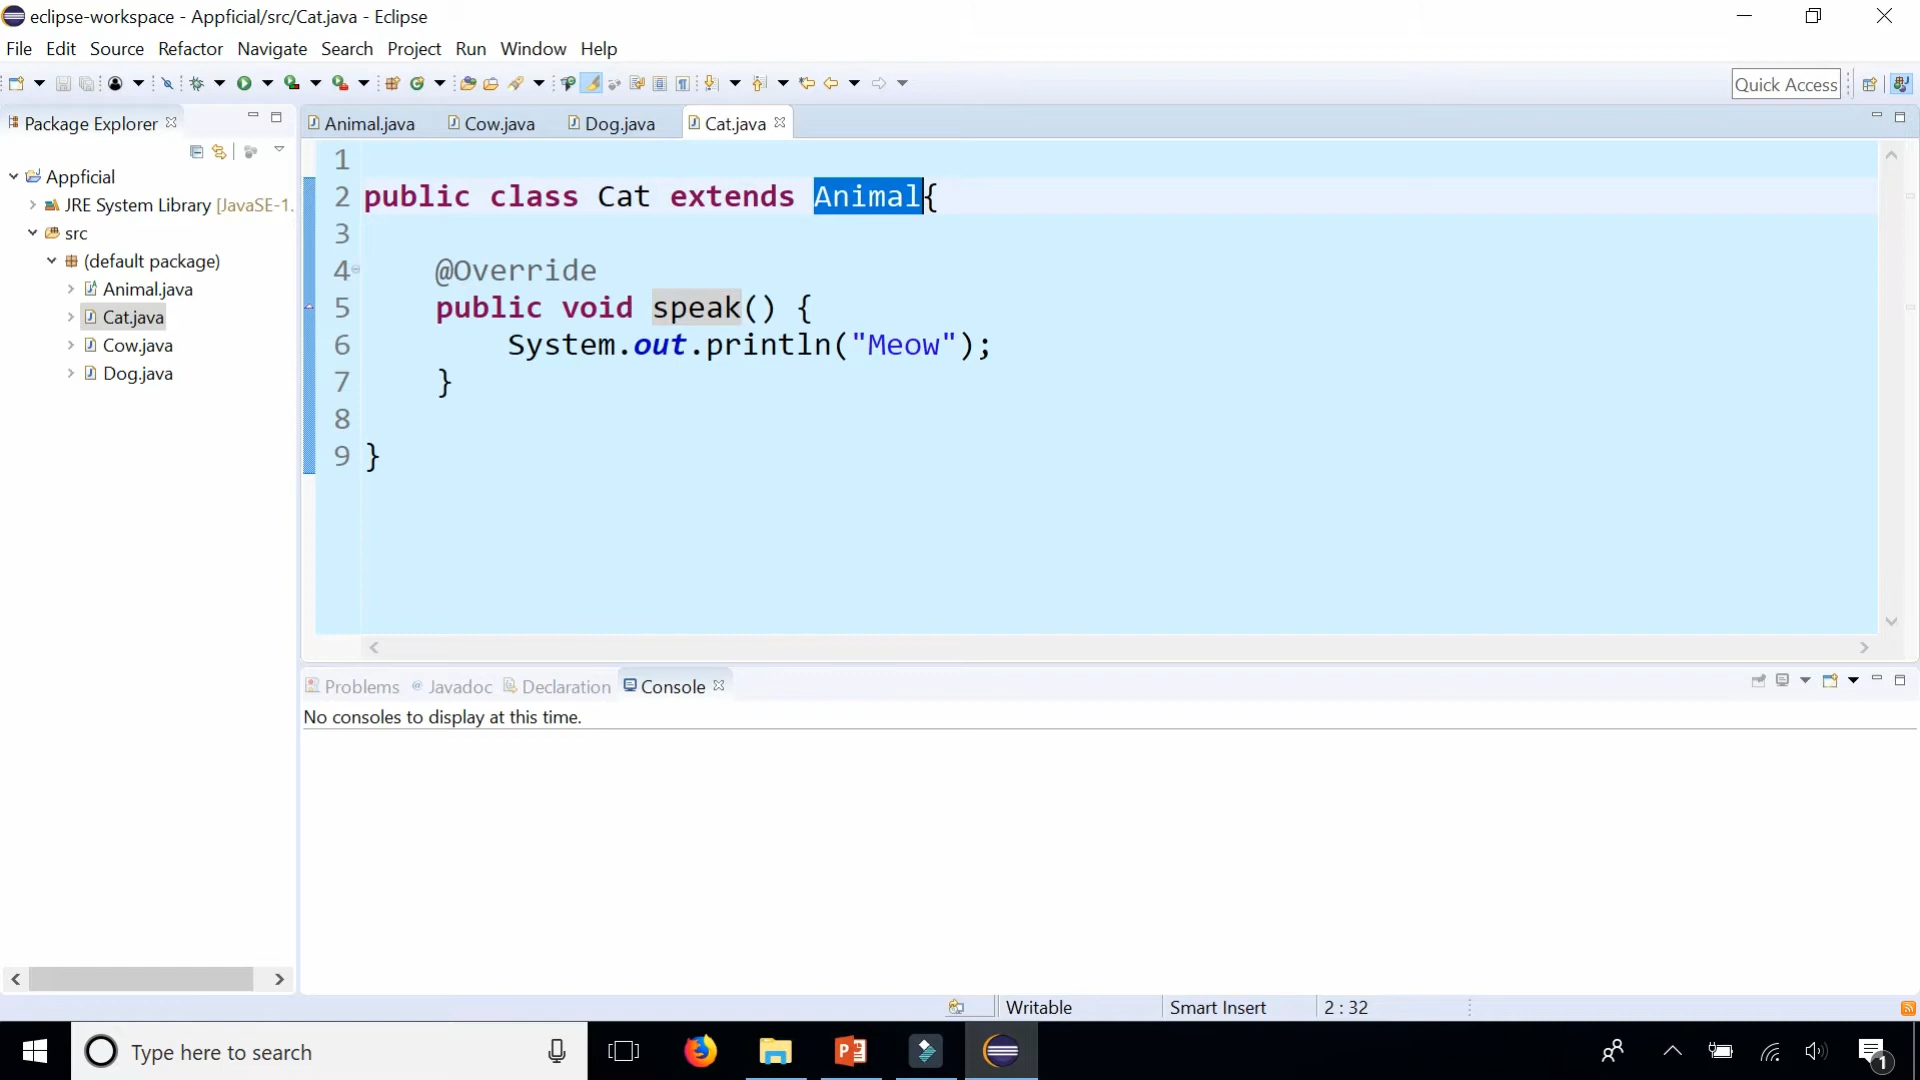 eclipse-workspace - Appficial/src/Cat.java - Eclipse
File Edit Source Refactor Navigate Search Project Run Window Help
Quick Access
Package Explorer
Animal.java Cow.java Dog.java Cat.java
Appficial
JRE System Library [JavaSE-1.
src
(default package)
Animal.java
Cat.java
Cow.java
Dog.java
1
2 public class Cat extends Animal{
3
4 @Override
5 public void speak() {
6 System.out.println("Meow");
7 }
8
9 }
Problems Javadoc Declaration Console
No consoles to display at this time.
Writable Smart Insert 2 : 32
Type here to search
1